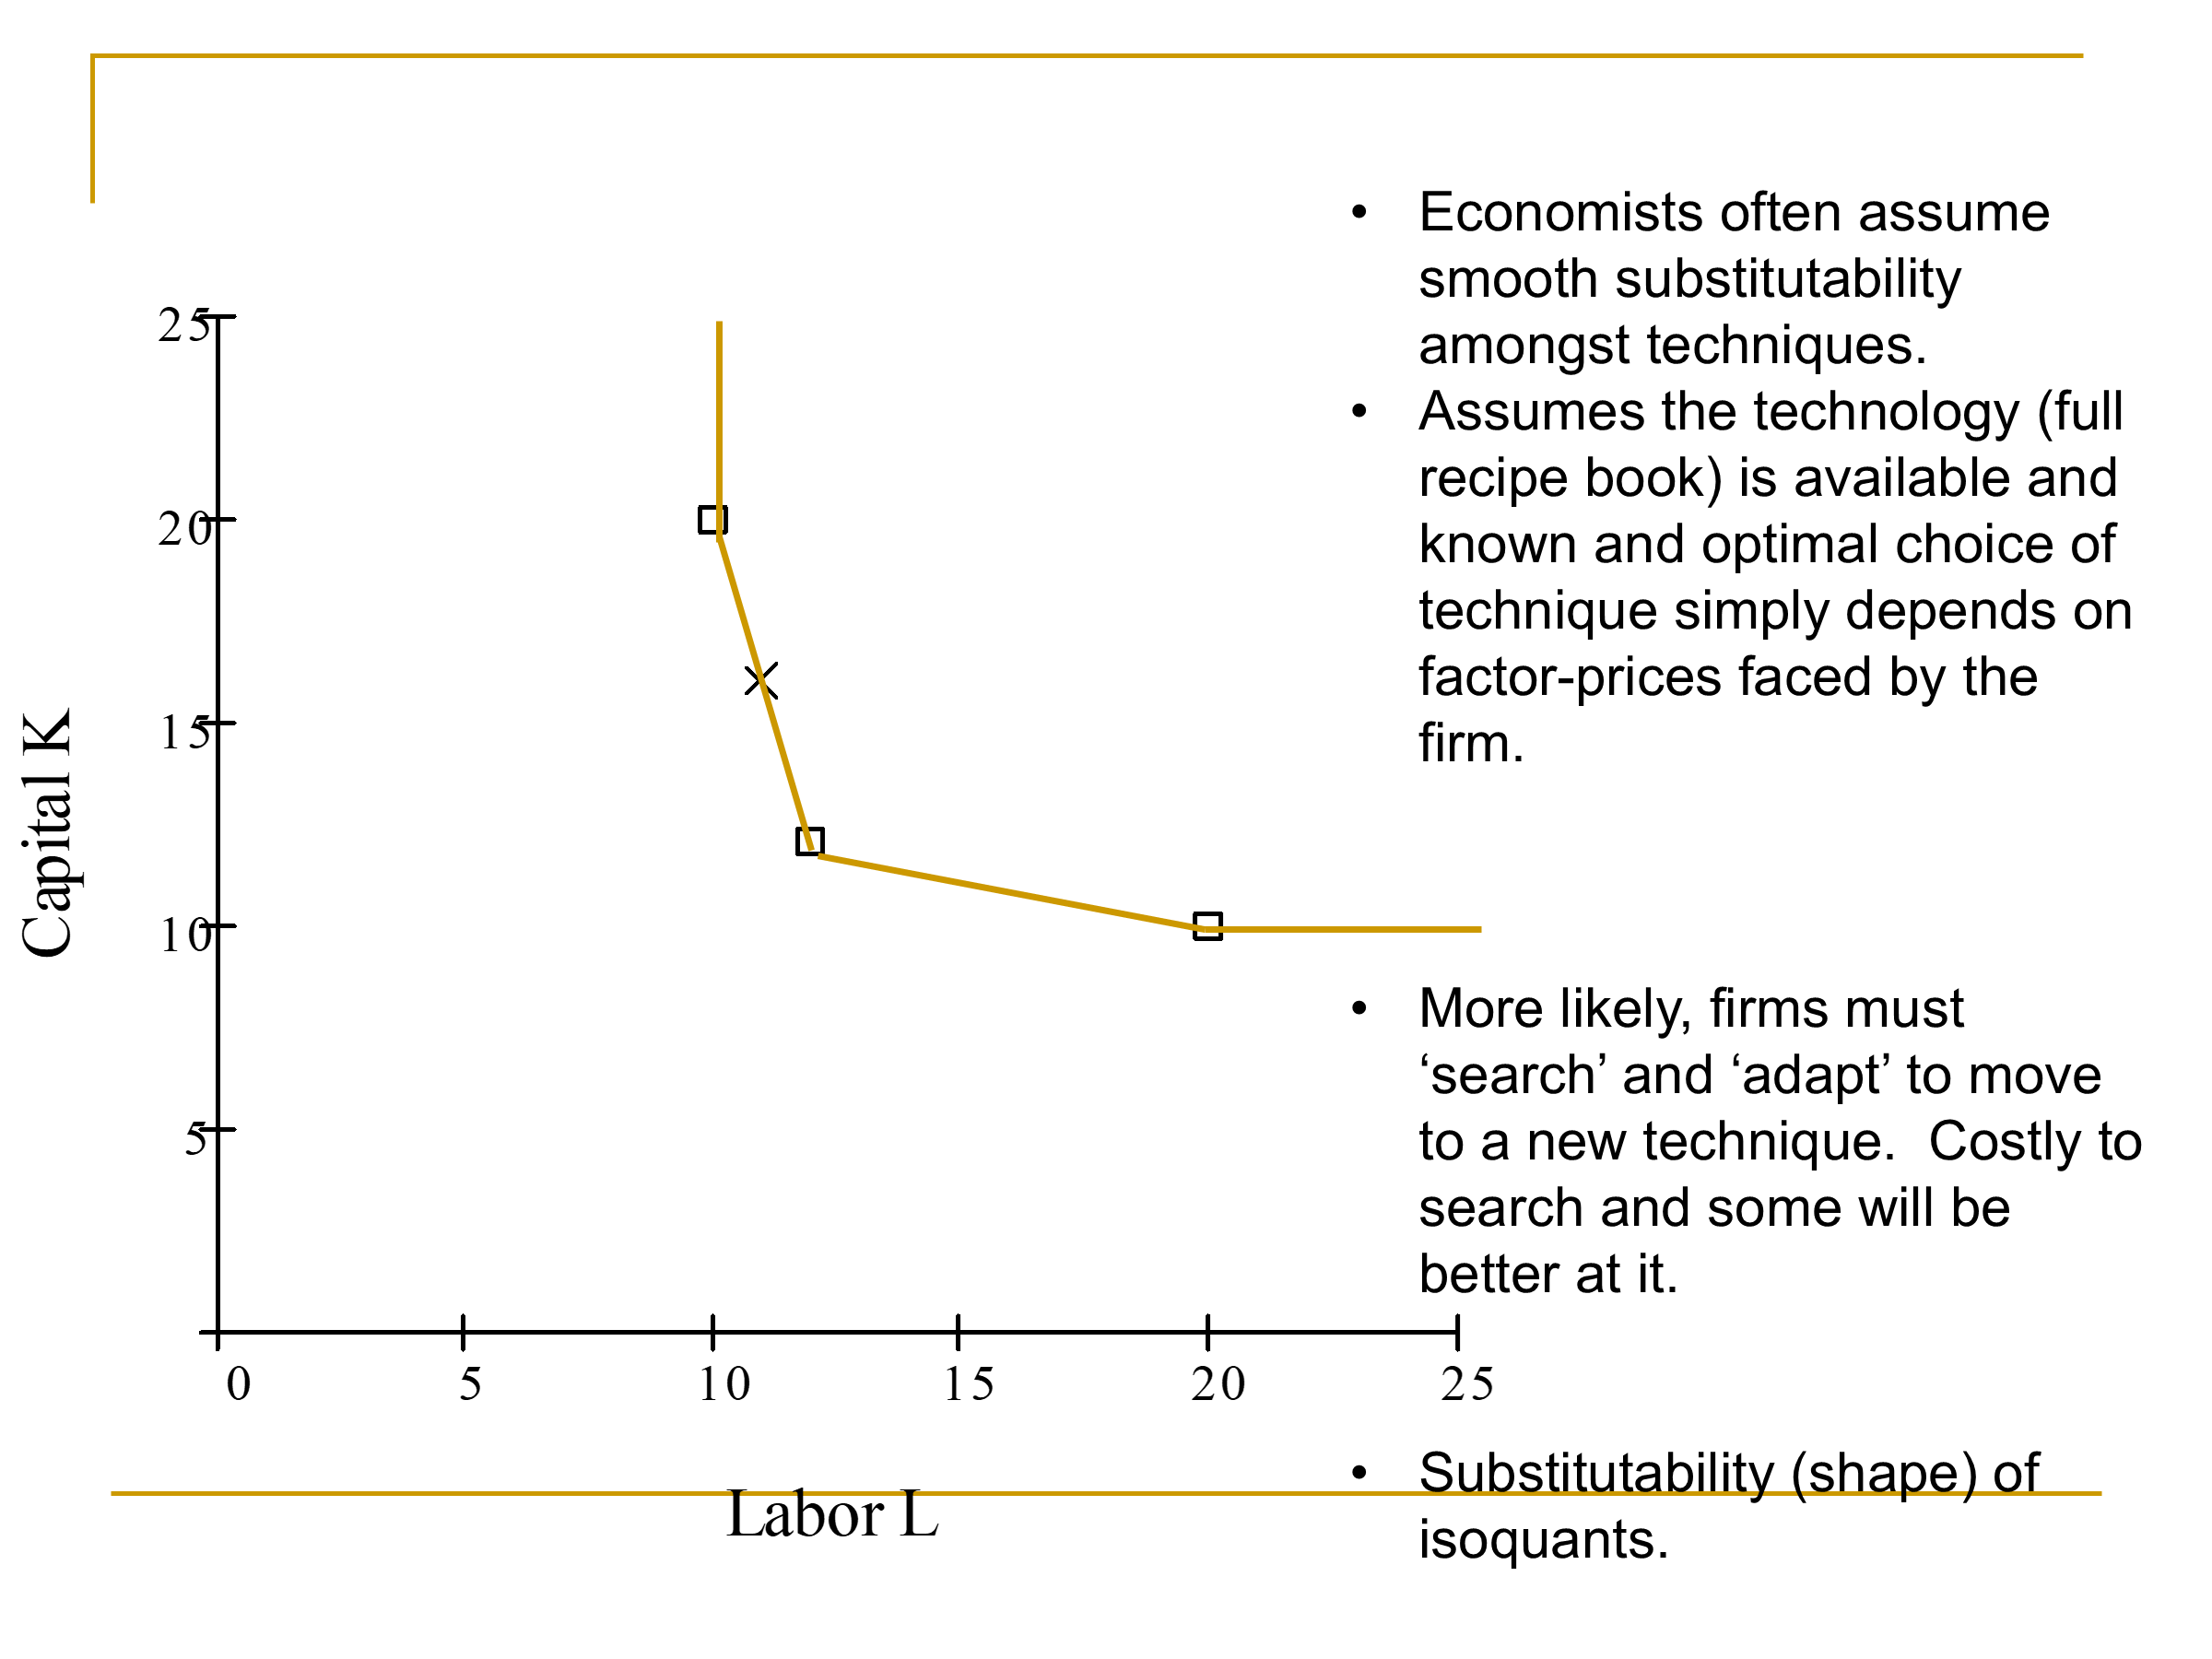 25
20
15
10
5
Capital K
0 5 10 15 20 25
Labor L
• Economists often assume
smooth substitutability
amongst techniques.
• Assumes the technology (full
recipe book) is available and
known and optimal choice of
technique simply depends on
factor-prices faced by the
firm.
• More likely, firms must
‘search’ and ‘adapt’ to move
to a new technique.  Costly to
search and some will be
better at it.
• Substitutability (shape) of
isoquants.